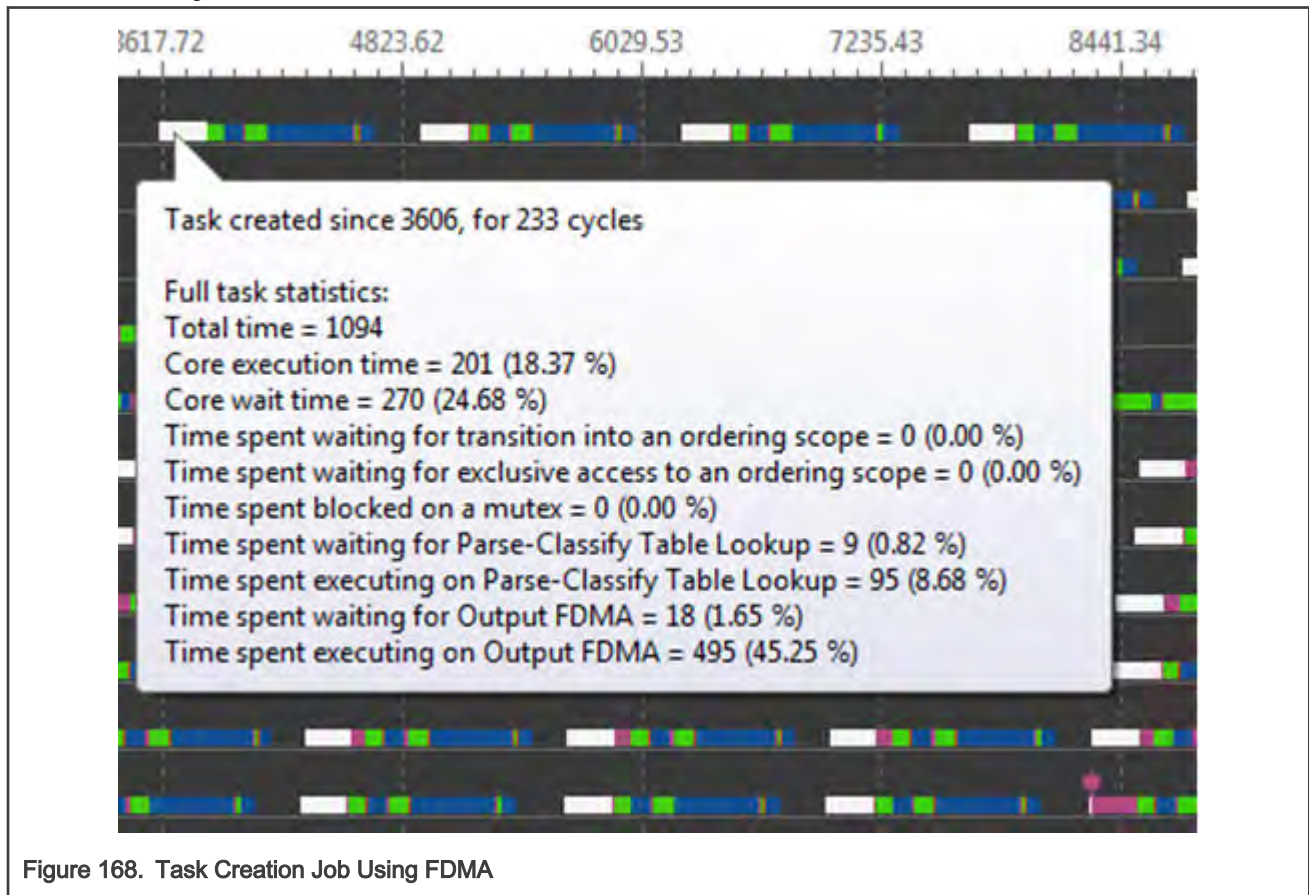 3617.72 4823.62 6029.53 7235.43 8441.34
Task created since 3606, for 233 cycles
Full task statistics:
Total time = 1094
Core execution time = 201 (18.37 %)
Core wait time = 270 (24.68 %)
Time spent waiting for transition into an ordering scope = 0 (0.00 %)
Time spent waiting for exclusive access to an ordering scope = 0 (0.00 %)
Time spent blocked on a mutex = 0 (0.00 %)
Time spent waiting for Parse-Classify Table Lookup = 9 (0.82 %)
Time spent executing on Parse-Classify Table Lookup = 95 (8.68 %)
Time spent waiting for Output FDMA = 18 (1.65 %)
Time spent executing on Output FDMA = 495 (45.25 %)
Figure 168. Task Creation Job Using FDMA